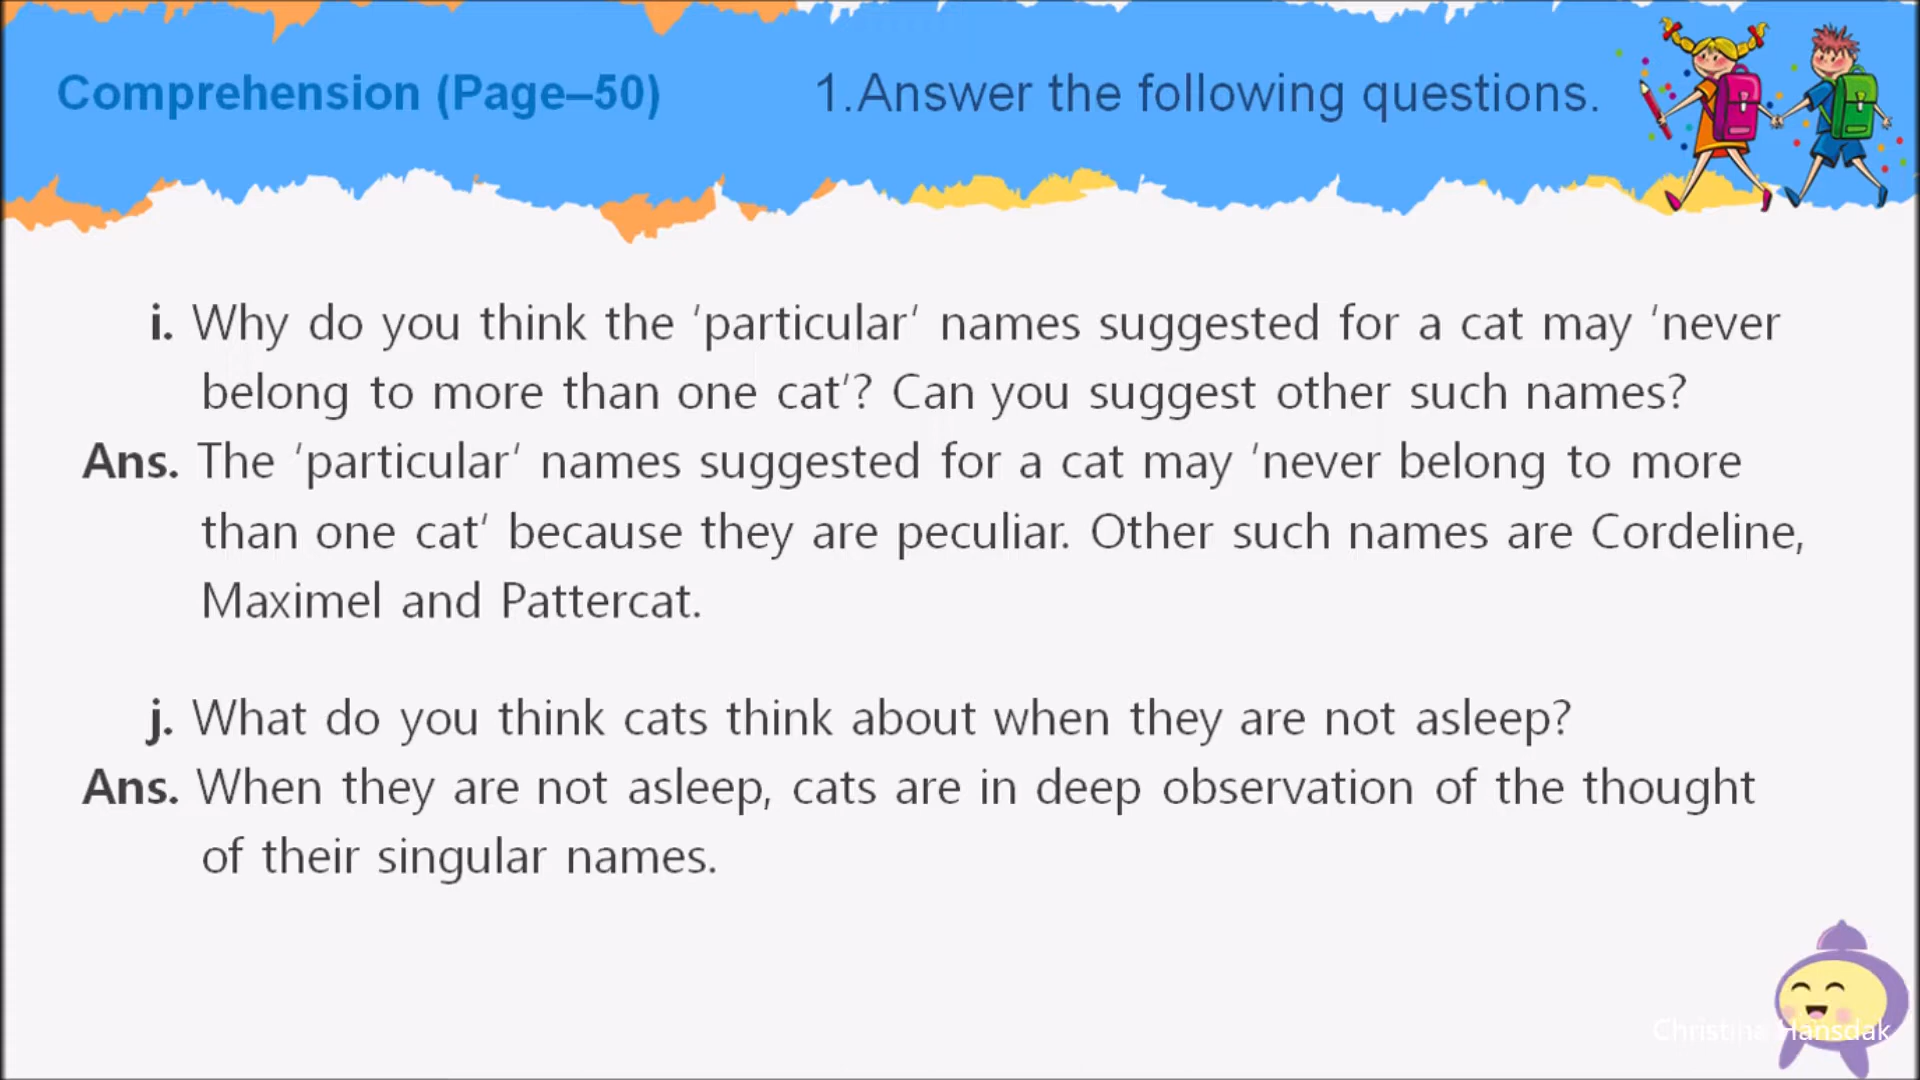 Comprehension (Page–50)
1.Answer the following questions.
i. Why do you think the ‘particular’ names suggested for a cat may ‘never
belong to more than one cat’? Can you suggest other such names?
Ans. The ‘particular’ names suggested for a cat may ‘never belong to more
than one cat’ because they are peculiar. Other such names are Cordeline,
Maximel and Pattercat.
j. What do you think cats think about when they are not asleep?
Ans. When they are not asleep, cats are in deep observation of the thought
of their singular names.
Christina Hansdak